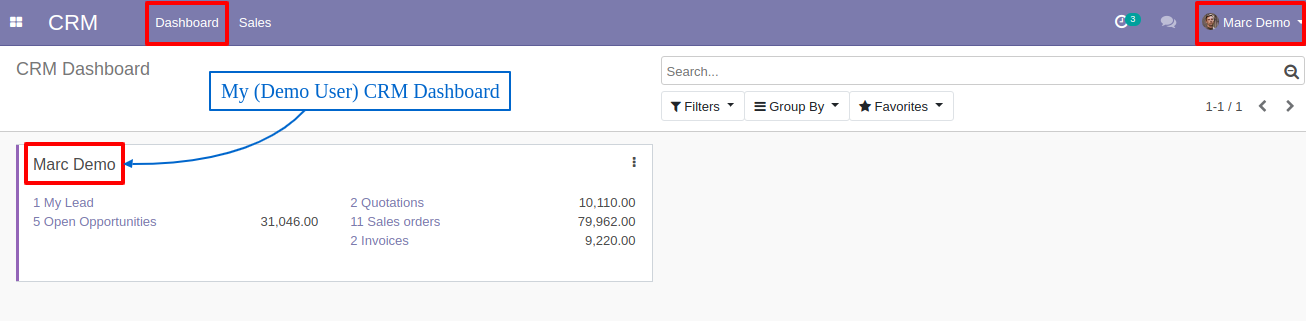 CRM Dashboard Sales 3 Marc Demo
CRM Dashboard
Search...
My (Demo User) CRM Dashboard
Filters Group By Favorites 1-1 / 1
Marc Demo
1 My Lead 2 Quotations 10,110.00
5 Open Opportunities 31,046.00 11 Sales orders 79,962.00
2 Invoices 9,220.00